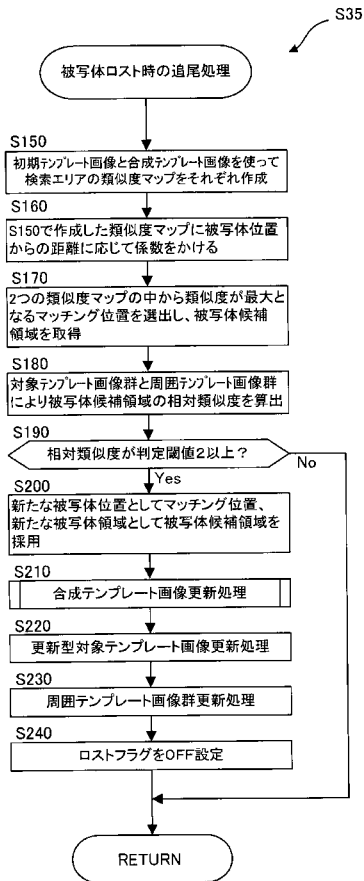 S35
被写体ロスト時の追尾処理
S150
初期テンプレート画像と合成テンプレート画像を使って
検索エリアの類似度マップをそれぞれ作成
S160
S150で作成した類似度マップに被写体位置
からの距離に応じて係数をかける
S170
2つの類似度マップの中から類似度が最大と
なるマッチング位置を選出し、被写体候補
領域を取得
S180
対象テンプレート画像群と周囲テンプレート画像群
により被写体候補領域の相対類似度を算出
S190
相対類似度が判定閾値2以上?
No
Yes
S200
新たな被写体位置としてマッチング位置、
新たな被写体領域として被写体候補領域を
採用
S210
合成テンプレート画像更新処理
S220
更新型対象テンプレート画像更新処理
S230
周囲テンプレート画像群更新処理
S240
ロストフラグをOFF設定
RETURN